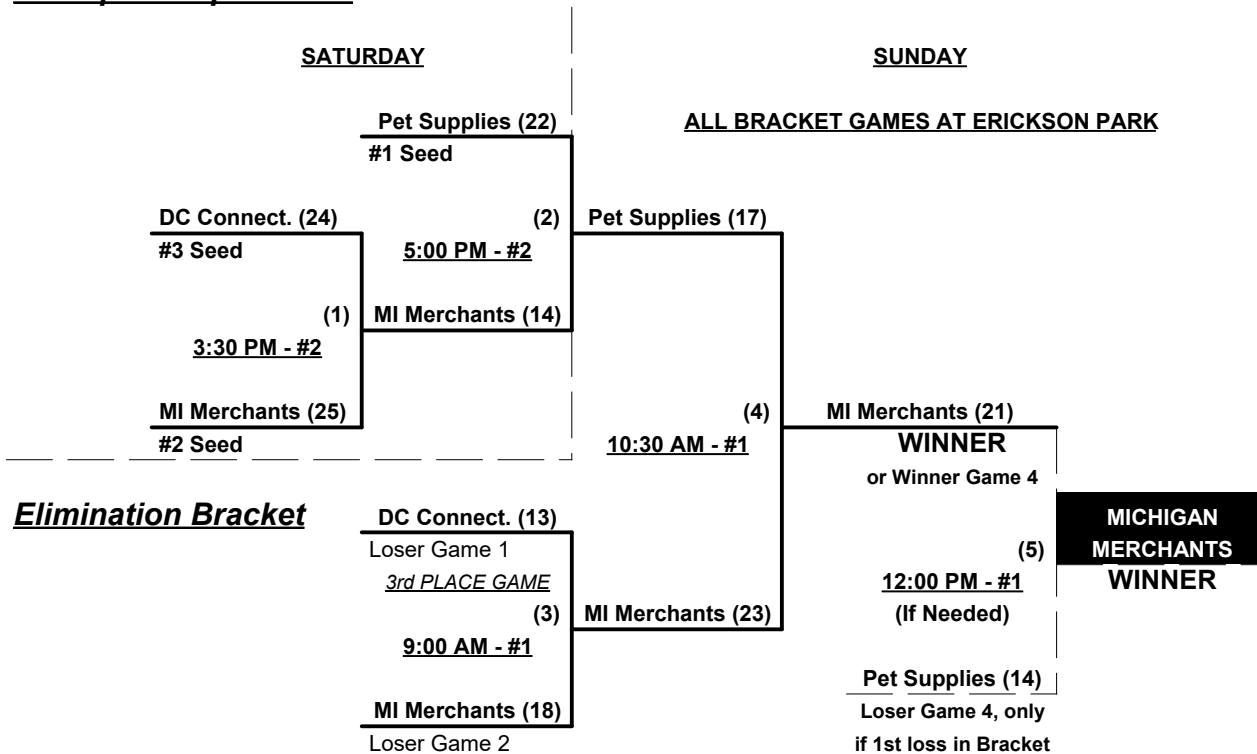 SATURDAY
SUNDAY
Pet Supplies (22)
ALL BRACKET GAMES AT ERICKSON PARK
#1 Seed
DC Connect. (24)
(2)
Pet Supplies (17)
#3 Seed
5:00 PM - #2
(1)
MI Merchants (14)
3:30 PM - #2
MI Merchants (25)
(4)
MI Merchants (21)
#2 Seed
10:30 AM - #1
WINNER
or Winner Game 4
Elimination Bracket
DC Connect. (13)
MICHIGAN
Loser Game 1
(5)
MERCHANTS
3rd PLACE GAME
12:00 PM - #1
WINNER
(3)
MI Merchants (23)
(If Needed)
9:00 AM - #1
Pet Supplies (14)
MI Merchants (18)
Loser Game 4, only
Loser Game 2
if 1st loss in Bracket